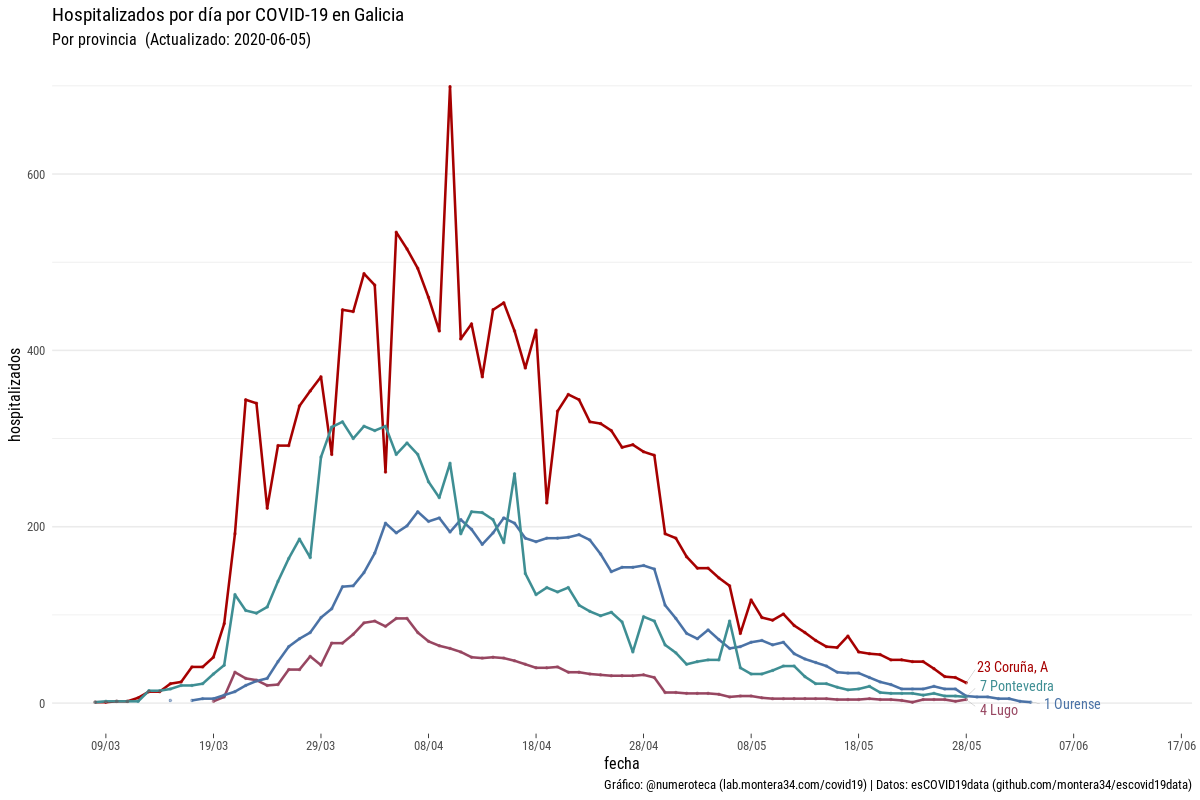 Hospitalizados por día por COVID-19 en Galicia
Por provincia  (Actualizado: 2020-06-05)
hospitalizados
600
400
200
0
23 Coruña, A
7 Pontevedra
1 Ourense
4 Lugo
09/03 19/03 29/03 08/04 18/04 28/04 08/05 18/05 28/05 07/06 17/06
fecha
Gráfico: @numeroteca (lab.montera34.com/covid19) | Datos: esCOVID19data (github.com/montera34/escovid19data)